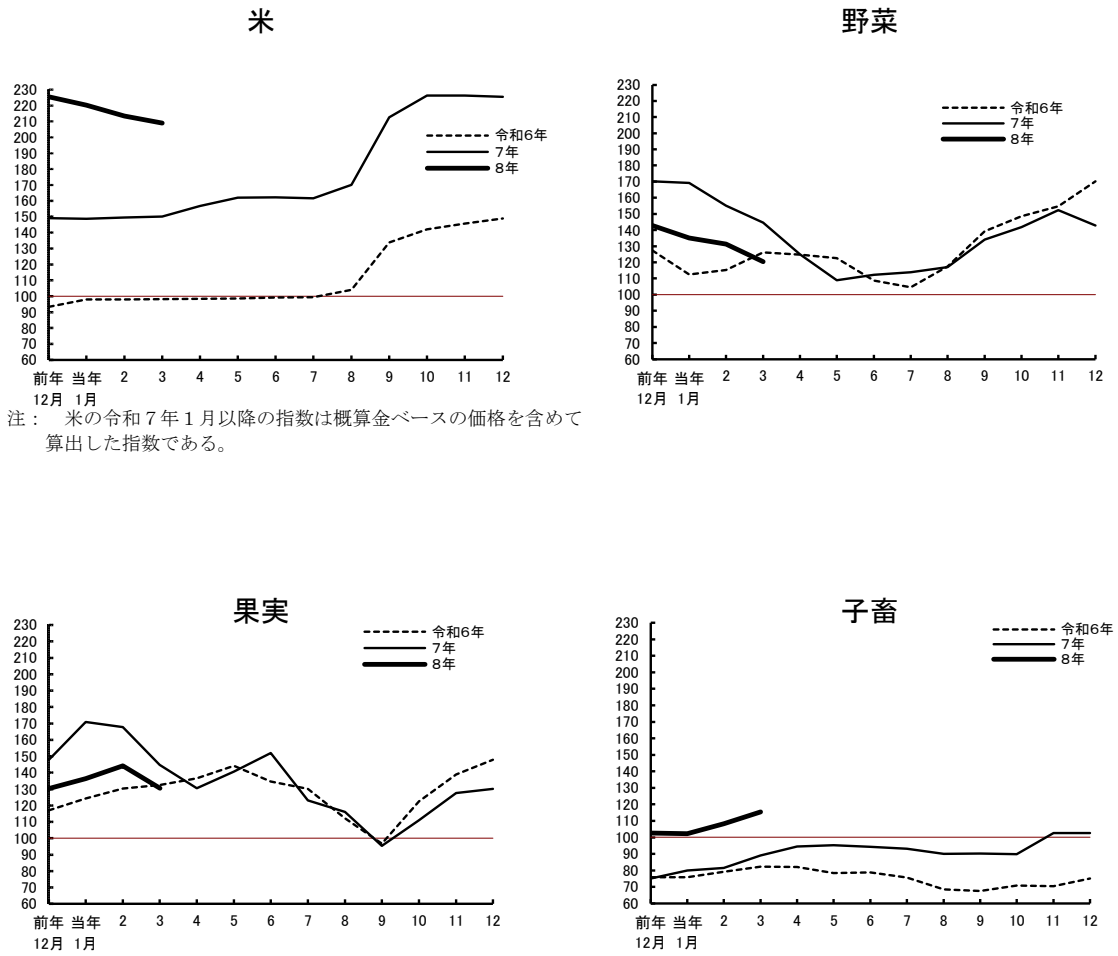 米
230
220
210
200
190
180
170
160
150
140
130
120
110
100
90
80
70
60
令和6年
7年
8年
前年 当年 2 3 4 5 6 7 8 9 10 11 12
12月 1月
注: 米の令和7年1月以降の指数は概算金ベースの価格を含めて
算出した指数である。
野菜
230
220
210
200
190
180
170
160
150
140
130
120
110
100
90
80
70
60
令和6年
7年
8年
前年 当年 2 3 4 5 6 7 8 9 10 11 12
12月 1月
果実
230
220
210
200
190
180
170
160
150
140
130
120
110
100
90
80
70
60
令和6年
7年
8年
前年 当年 2 3 4 5 6 7 8 9 10 11 12
12月 1月
子畜
230
220
210
200
190
180
170
160
150
140
130
120
110
100
90
80
70
60
令和6年
7年
8年
前年 当年 2 3 4 5 6 7 8 9 10 11 12
12月 1月